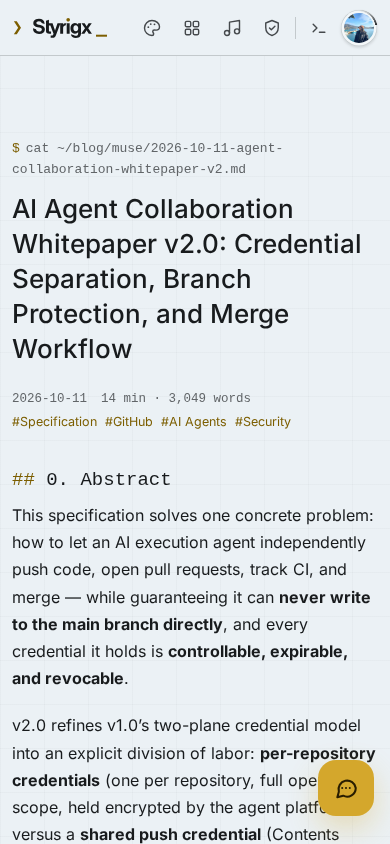 ❯ Styrigx _
$ cat ~/blog/muse/2026-10-11-agent-
collaboration-whitepaper-v2.md
AI Agent Collaboration
Whitepaper v2.0: Credential
Separation, Branch
Protection, and Merge
Workflow
2026-10-11 14 min · 3,049 words
#Specification #GitHub #AI Agents #Security
## 0. Abstract
This specification solves one concrete problem:
how to let an AI execution agent independently
push code, open pull requests, track CI, and
merge — while guaranteeing it can never write
to the main branch directly, and every
credential it holds is controllable, expirable,
and revocable.
v2.0 refines v1.0’s two-plane credential model
into an explicit division of labor: per-repository
credentials (one per repository, full
scope, held encrypted by the agent
versus a shared push credential (Contents